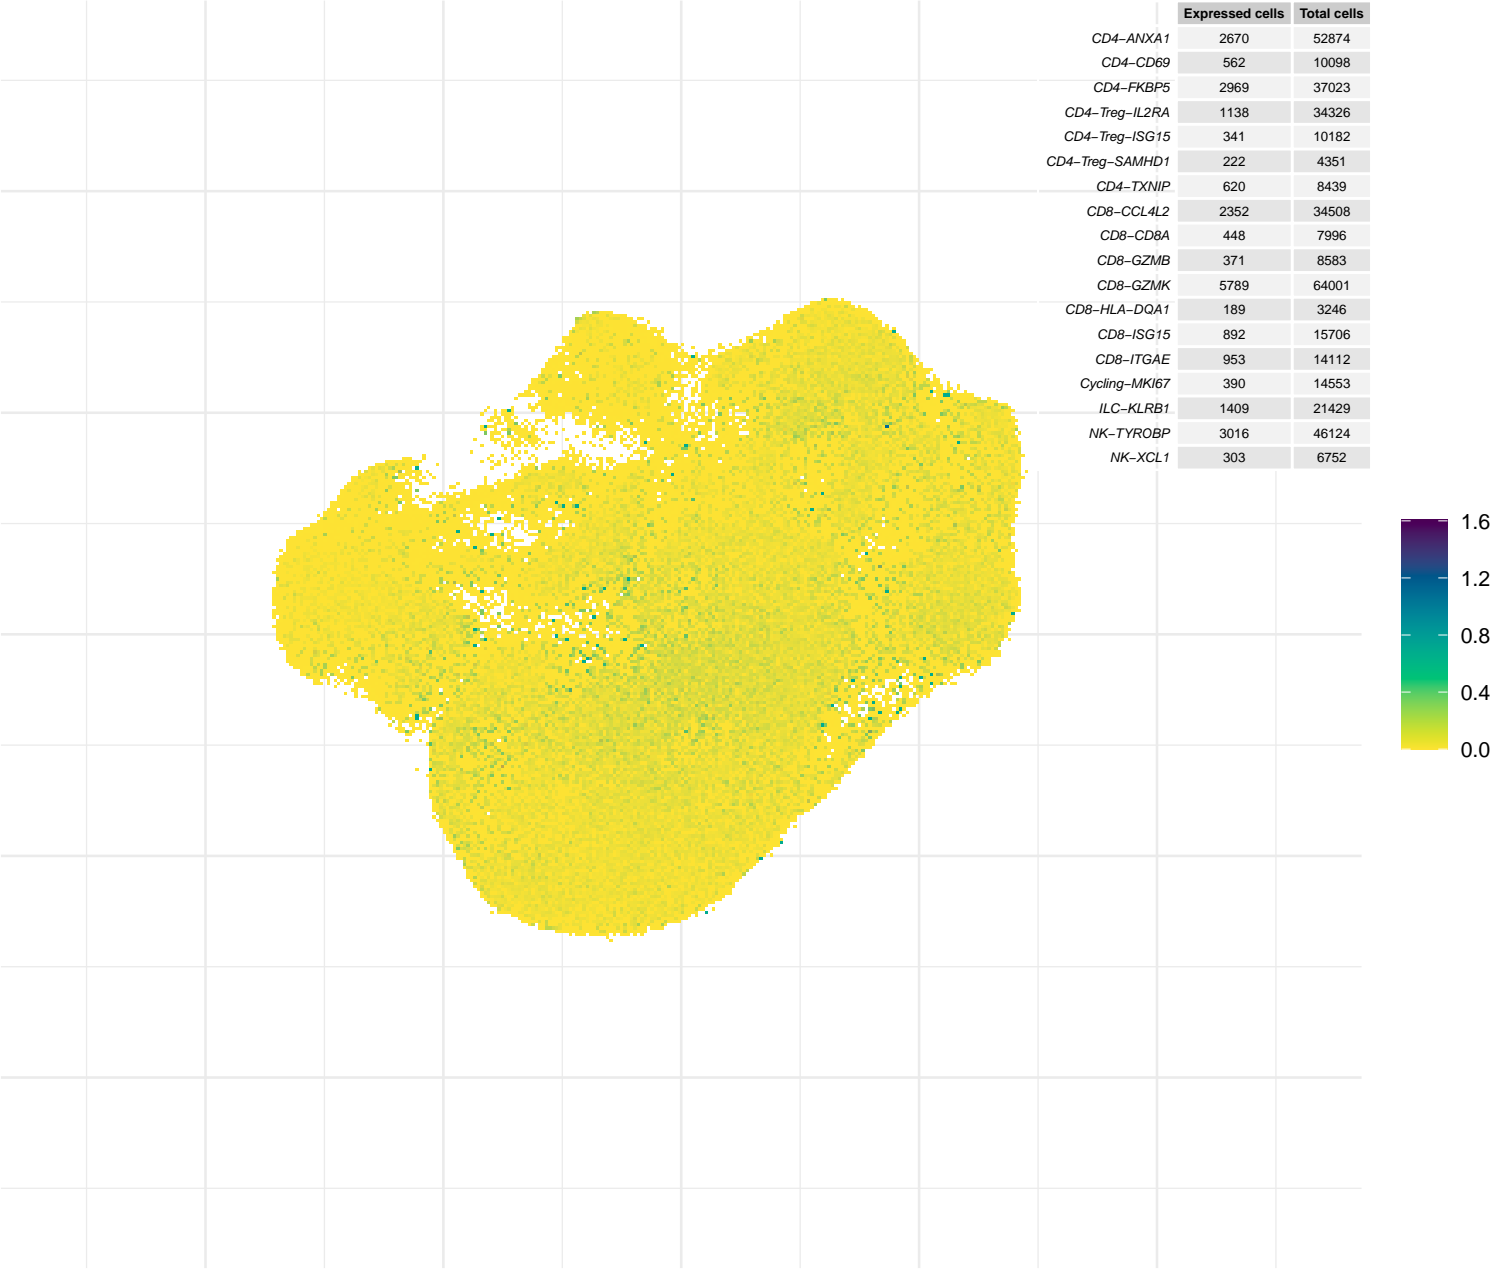 Expressed cells Total cells
CD4−ANXA1 2670 52874
CD4−CD69 562 10098
CD4−FKBP5 2969 37023
CD4−Treg−IL2RA 1138 34326
CD4−Treg−ISG15 341 10182
CD4−Treg−SAMHD1 222 4351
CD4−TXNIP 620 8439
CD8−CCL4L2 2352 34508
CD8−CD8A 448 7996
CD8−GZMB 371 8583
CD8−GZMK 5789 64001
CD8−HLA−DQA1 189 3246
CD8−ISG15 892 15706
CD8−ITGAE 953 14112
Cycling−MKI67 390 14553
ILC−KLRB1 1409 21429
NK−TYROBP 3016 46124
NK−XCL1 303 6752
1.6
1.2
0.8
0.4
0.0